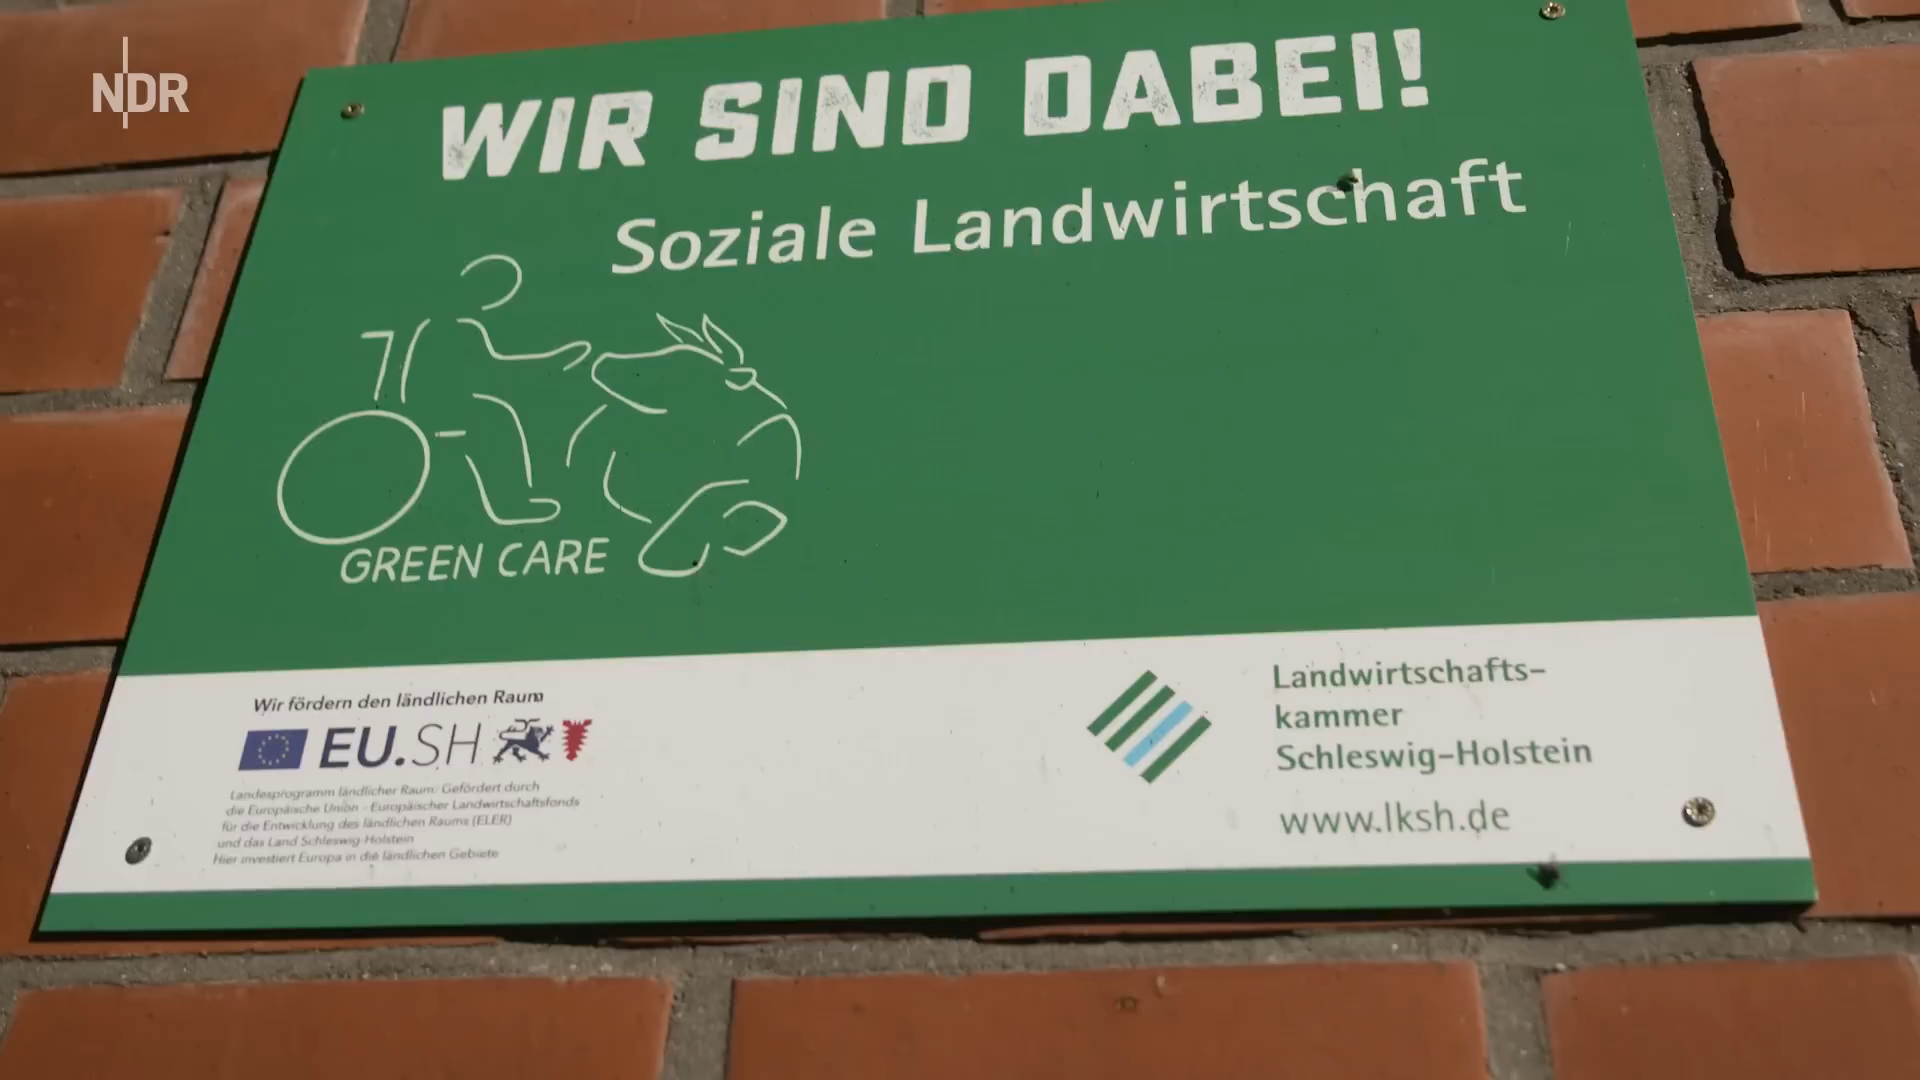 NDR
WIR SIND DABEI!
Soziale Landwirtschaft
GREEN CARE
Wir fördern den ländlichen Raum
EU.SH
Landesprogramm ländlicher Raum: Gefördert durch
die Europäische Union - Europäischer Landwirtschaftsfonds
für die Entwicklung des ländlichen Raums (ELER)
und das Land Schleswig-Holstein
Hier investiert Europa in die ländlichen Gebiete
Landwirtschafts-
kammer
Schleswig-Holstein
www.lksh.de